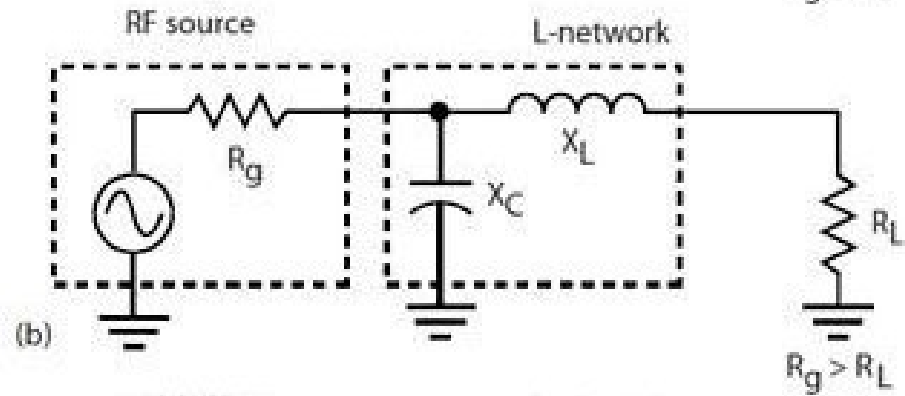 RF source
L-network
Rg
XL
XC
RL
(b)
Rg > RL